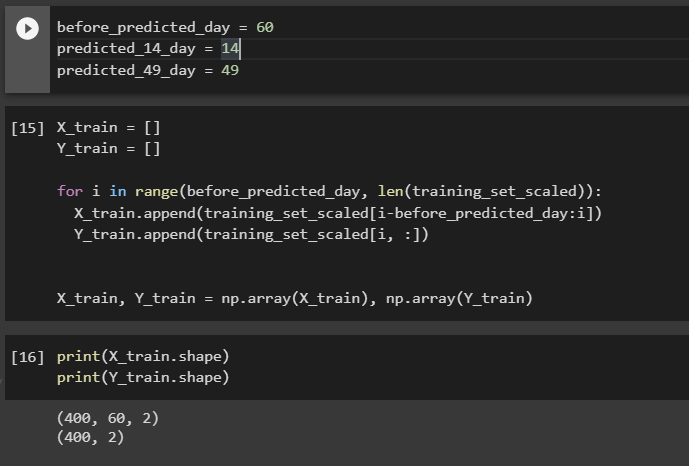 before_predicted_day = 60
predicted_14_day = 14
predicted_49_day = 49
[15] X_train = []
Y_train = []
for i in range(before_predicted_day, len(training_set_scaled)):
X_train.append(training_set_scaled[i-before_predicted_day:i])
Y_train.append(training_set_scaled[i, :])
X_train, Y_train = np.array(X_train), np.array(Y_train)
[16] print(X_train.shape)
print(Y_train.shape)
(400, 60, 2)
(400, 2)